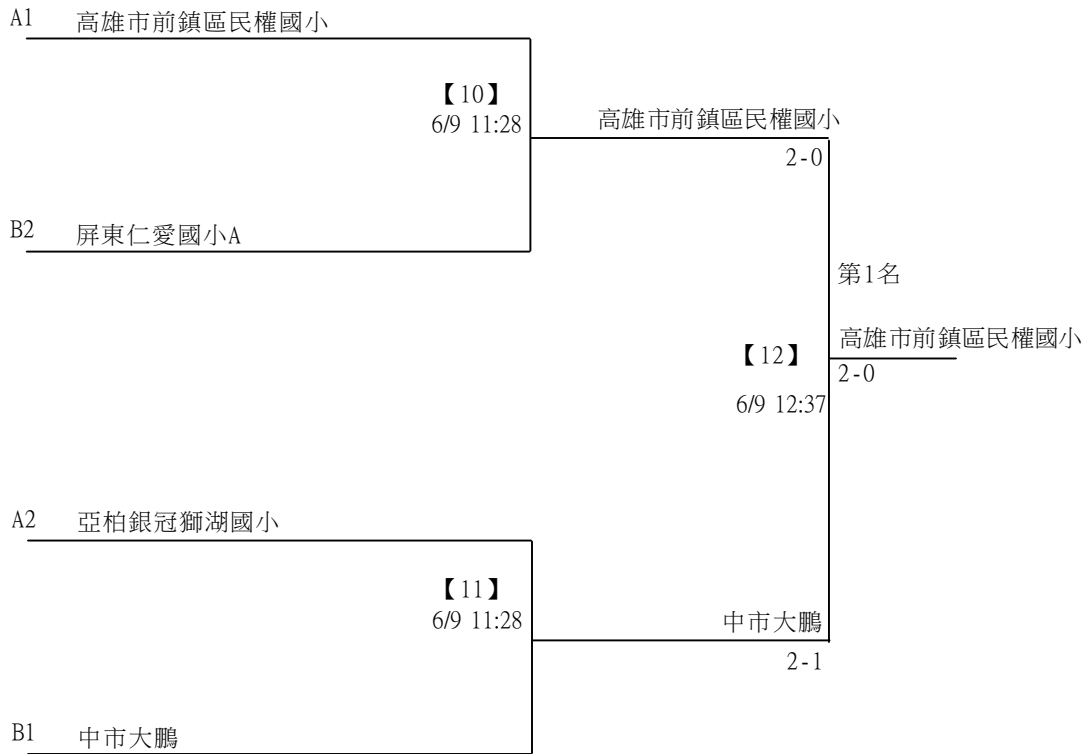 A1 高雄市前鎮區民權國小
【10】
6/9 11:28
高雄市前鎮區民權國小
2-0
B2 屏東仁愛國小A
第1名
高雄市前鎮區民權國小
【12】
2-0
6/9 12:37
A2 亞柏銀冠獅湖國小
【11】
6/9 11:28
中市大鵬
2-1
B1 中市大鵬